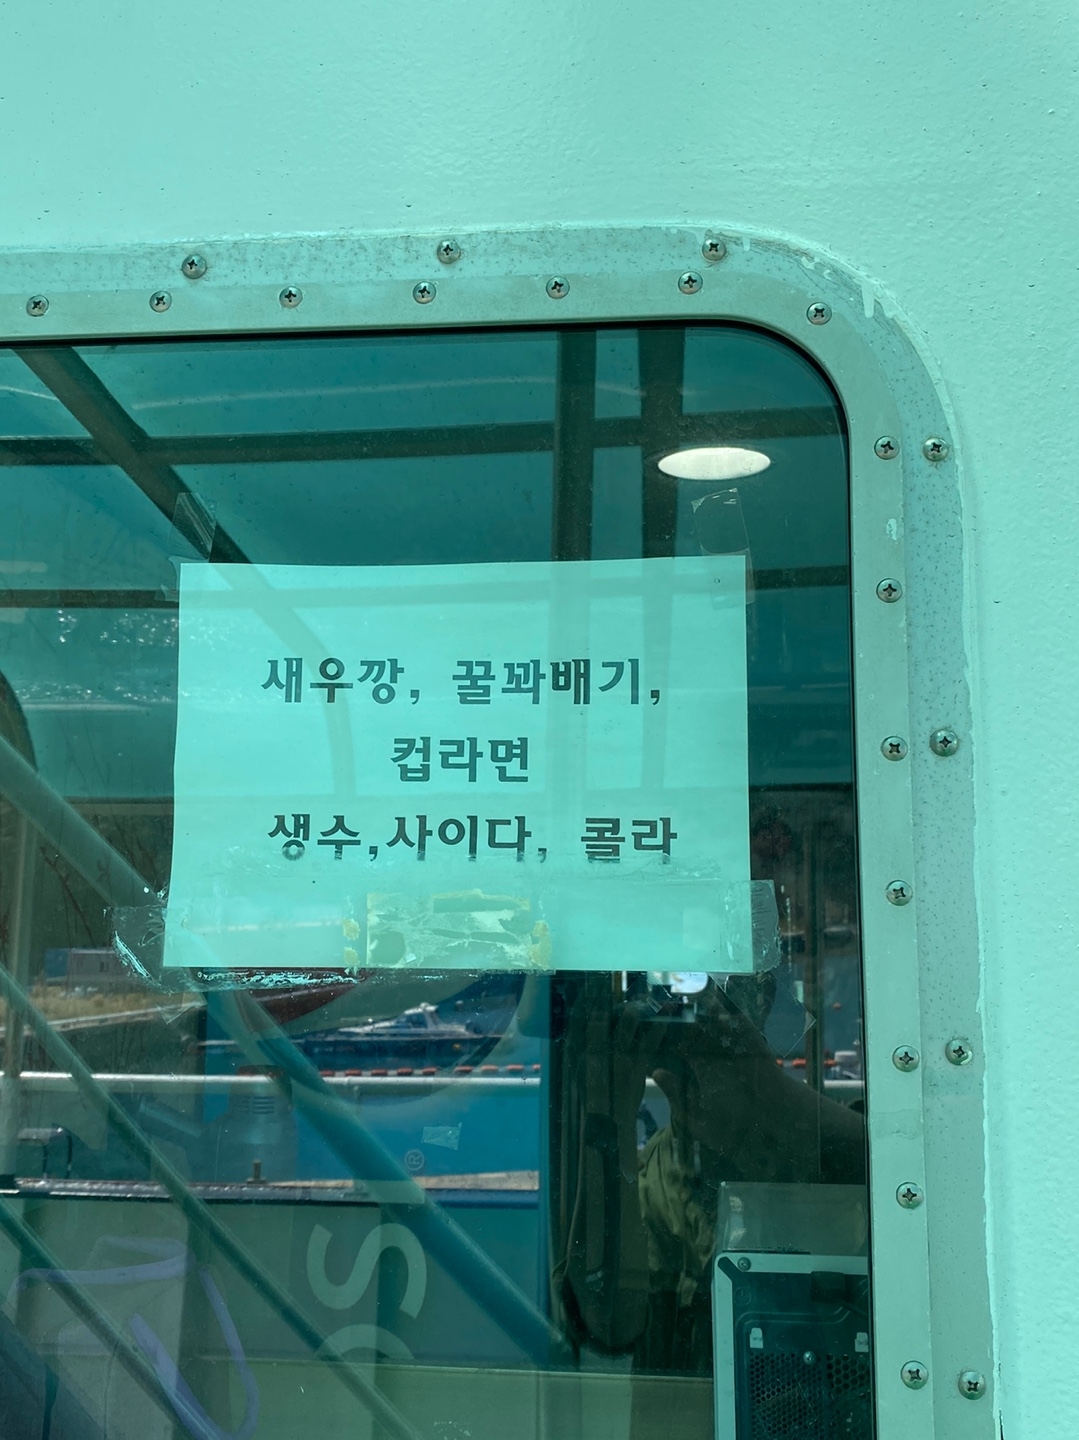 새우깡, 꿀꽈배기,
컵라면
생수,사이다, 콜라